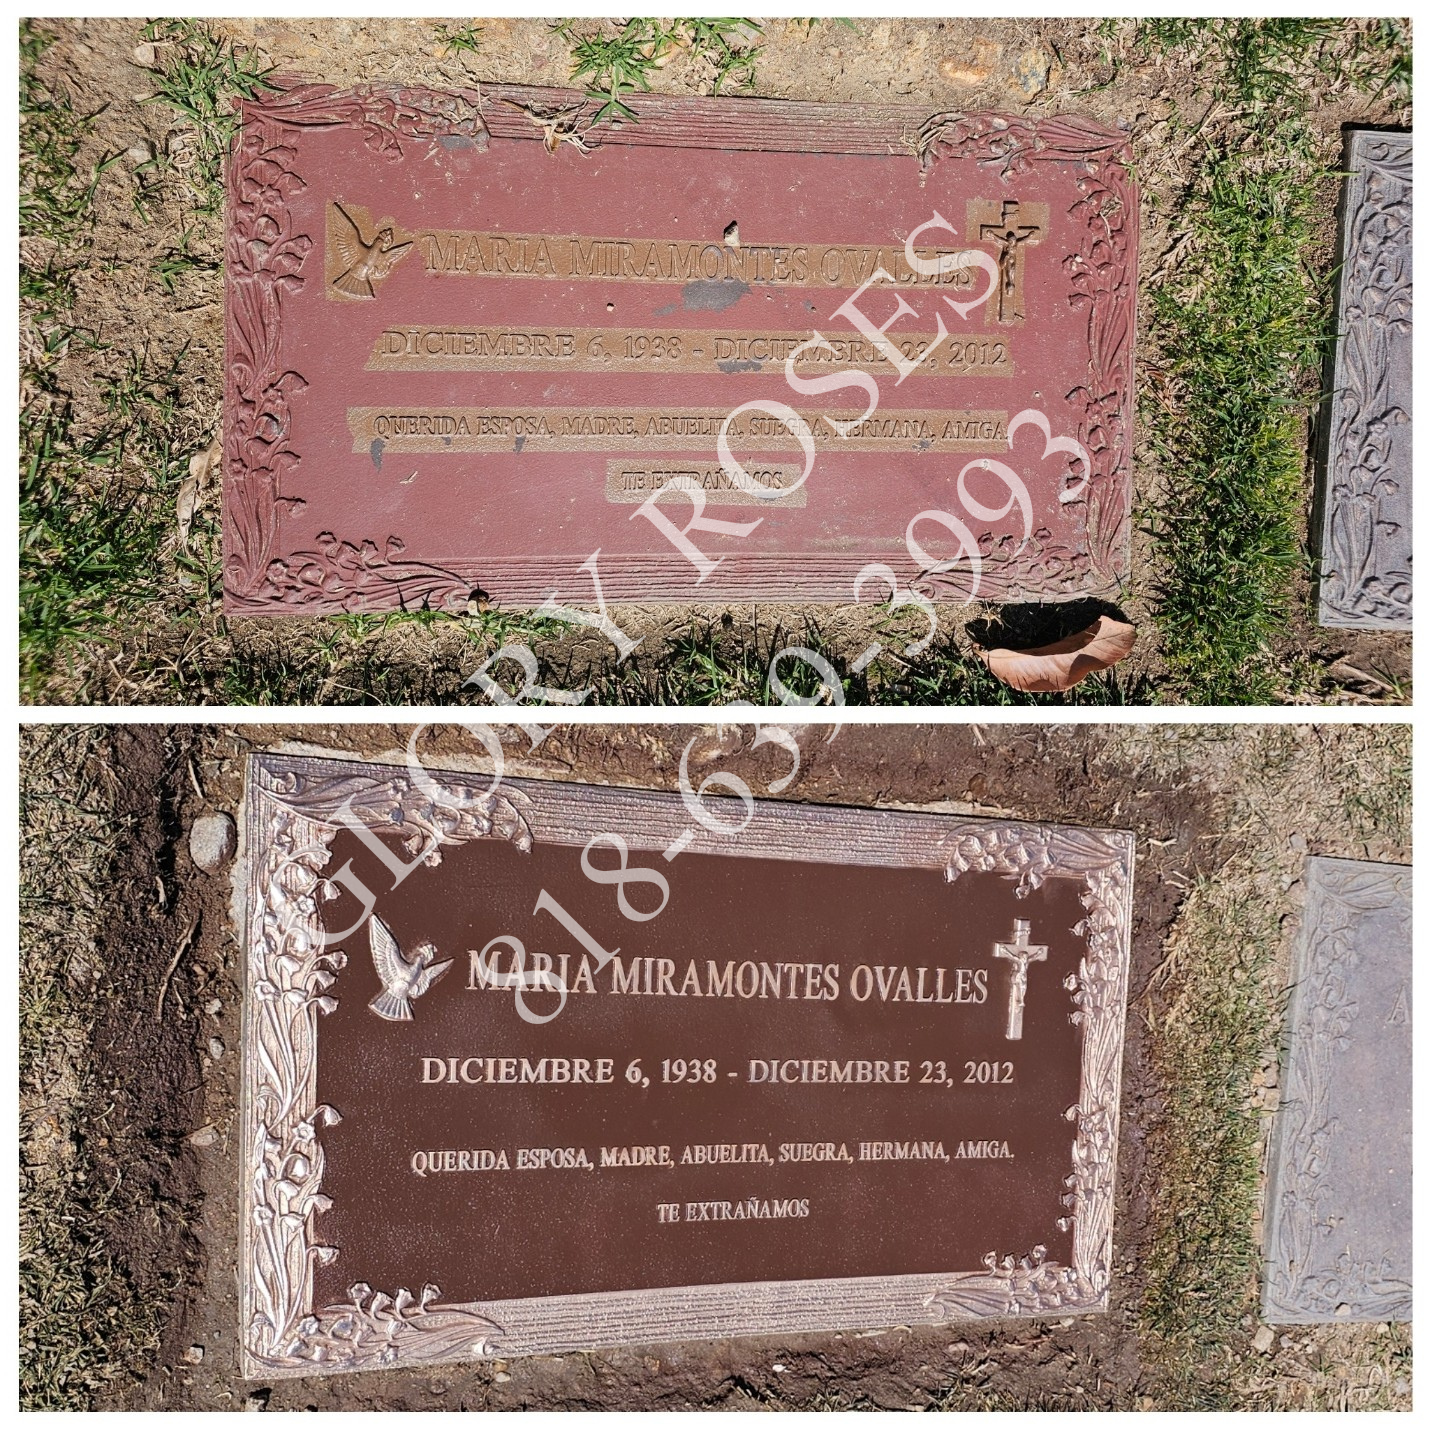 MARIA MIRAMONTES OVALLES
DICIEMBRE 6, 1938 - DICIEMBRE 23, 2012
QUERIDA ESPOSA, MADRE, ABUELITA, SUEGRA, HERMANA, AMIGA.
TE EXTRAÑAMOS
GLORY ROSES
818-639-3993
MARIA MIRAMONTES OVALLES
DICIEMBRE 6, 1938 - DICIEMBRE 23, 2012
QUERIDA ESPOSA, MADRE, ABUELITA, SUEGRA, HERMANA, AMIGA.
TE EXTRAÑAMOS